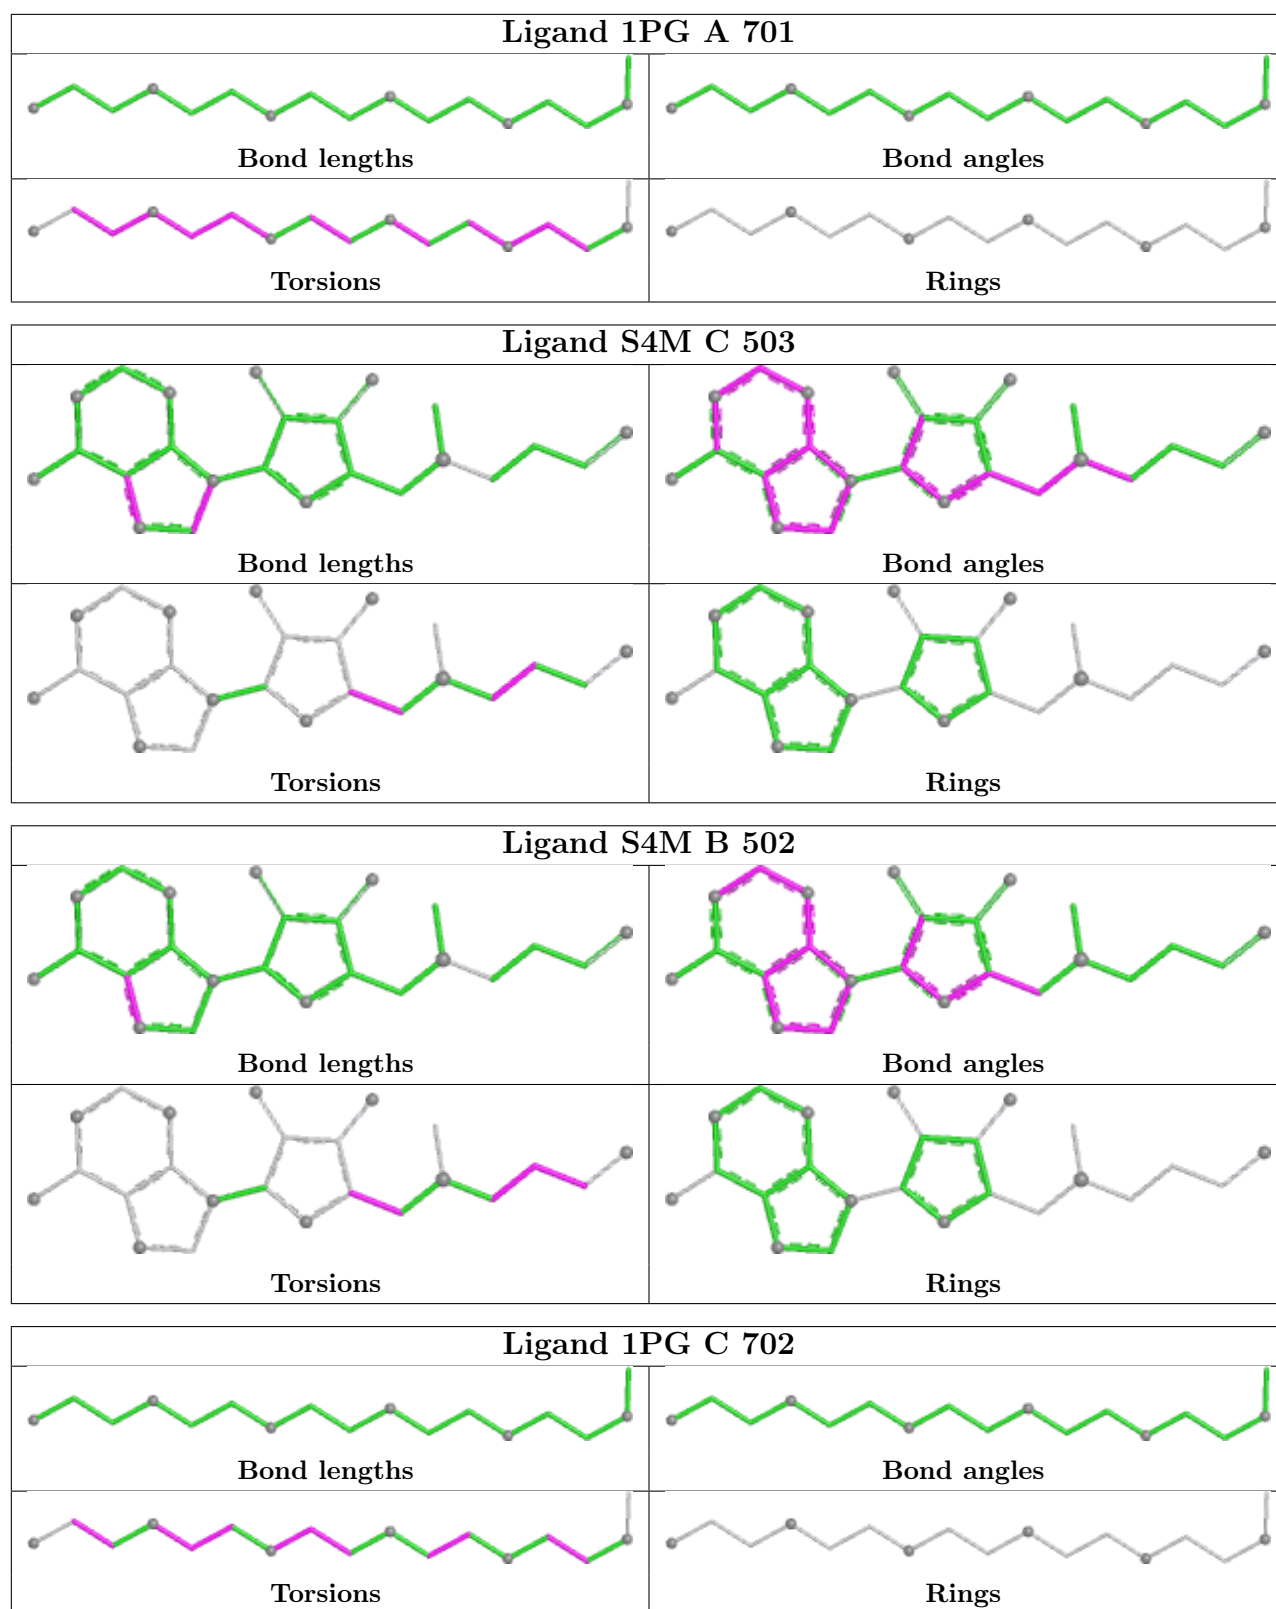 Ligand 1PG A 701
Bond lengths Bond angles
Torsions Rings
Ligand S4M C 503
Bond lengths Bond angles
Torsions Rings
Ligand S4M B 502
Bond lengths Bond angles
Torsions Rings
Ligand 1PG C 702
Bond lengths Bond angles
Torsions Rings